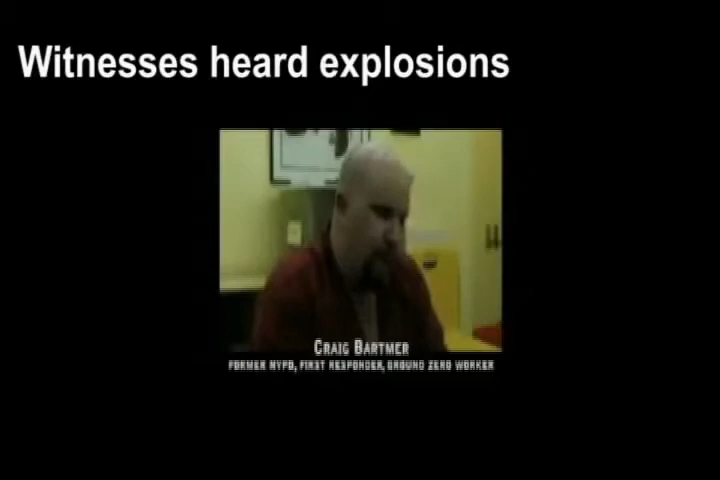 Witnesses heard explosions
CRAIG BARTMER
FORMER NYPD, FIRST RESPONDER, GROUND ZERO WORKER